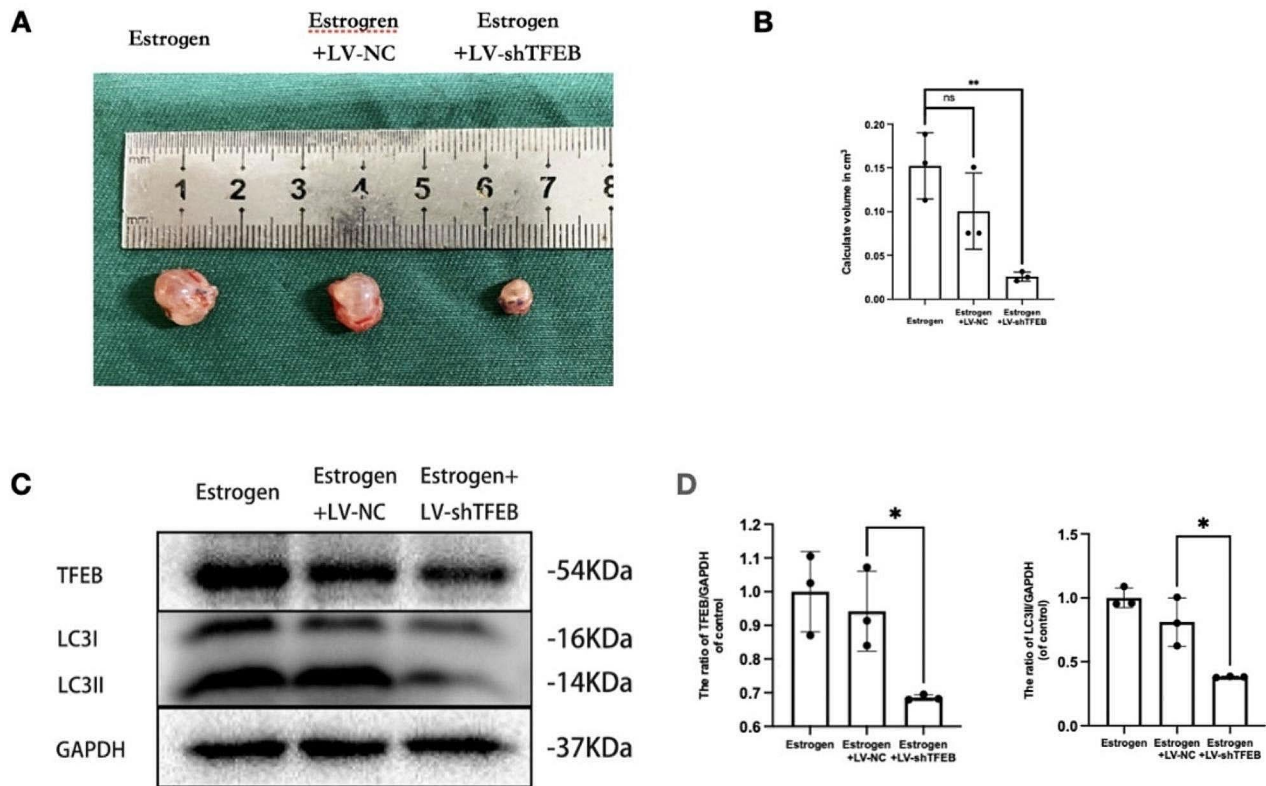 A
Estrogen
Estrogren
+LV-NC
Estrogen
+LV-shTFEB
mm
1 2 3 4 5 6 7 8
mm
B
**
ns
0.20
0.15
0.10
0.05
0.00
Calculate volume in cm³
Estrogen
Estrogen
+LV-NC
Estrogen
+LV-shTFEB
C
Estrogen
Estrogen
+LV-NC
Estrogen+
LV-shTFEB
TFEB
-54KDa
LC3I
-16KDa
LC3II
-14KDa
GAPDH
-37KDa
D
*
1.2
1.1
1.0
0.9
0.8
0.7
0.6
The ratio of TFEB/GAPDH
of control
Estrogen
Estrogen
+LV-NC
Estrogen
+LV-shTFEB
*
1.5
1.0
0.5
0.0
The ratio of LC3II/GAPDH
(of control)
Estrogen
Estrogen
+LV-NC
Estrogen
+LV-shTFEB